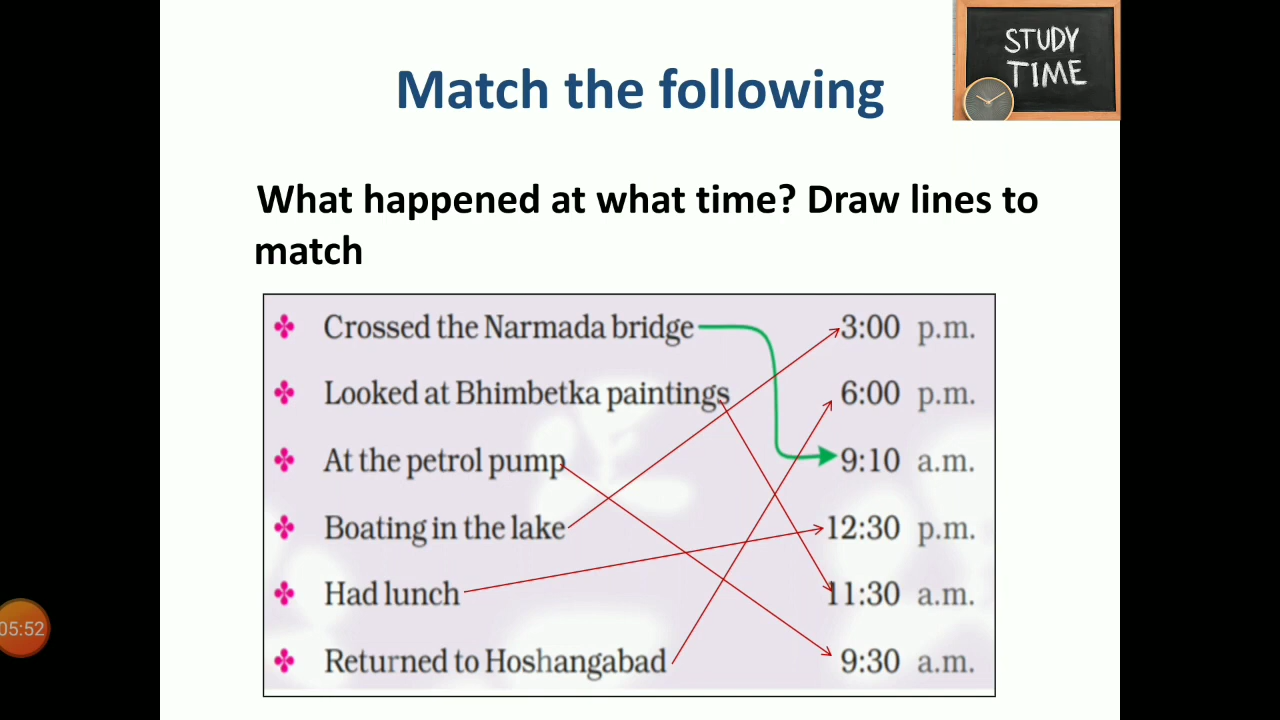 STUDY
TIME
Match the following
What happened at what time? Draw lines to
match
Crossed the Narmada bridge 3:00 p.m.
Looked at Bhimbetka paintings 6:00 p.m.
At the petrol pump 9:10 a.m.
Boating in the lake 12:30 p.m.
Had lunch 11:30 a.m.
Returned to Hoshangabad 9:30 a.m.
05:52